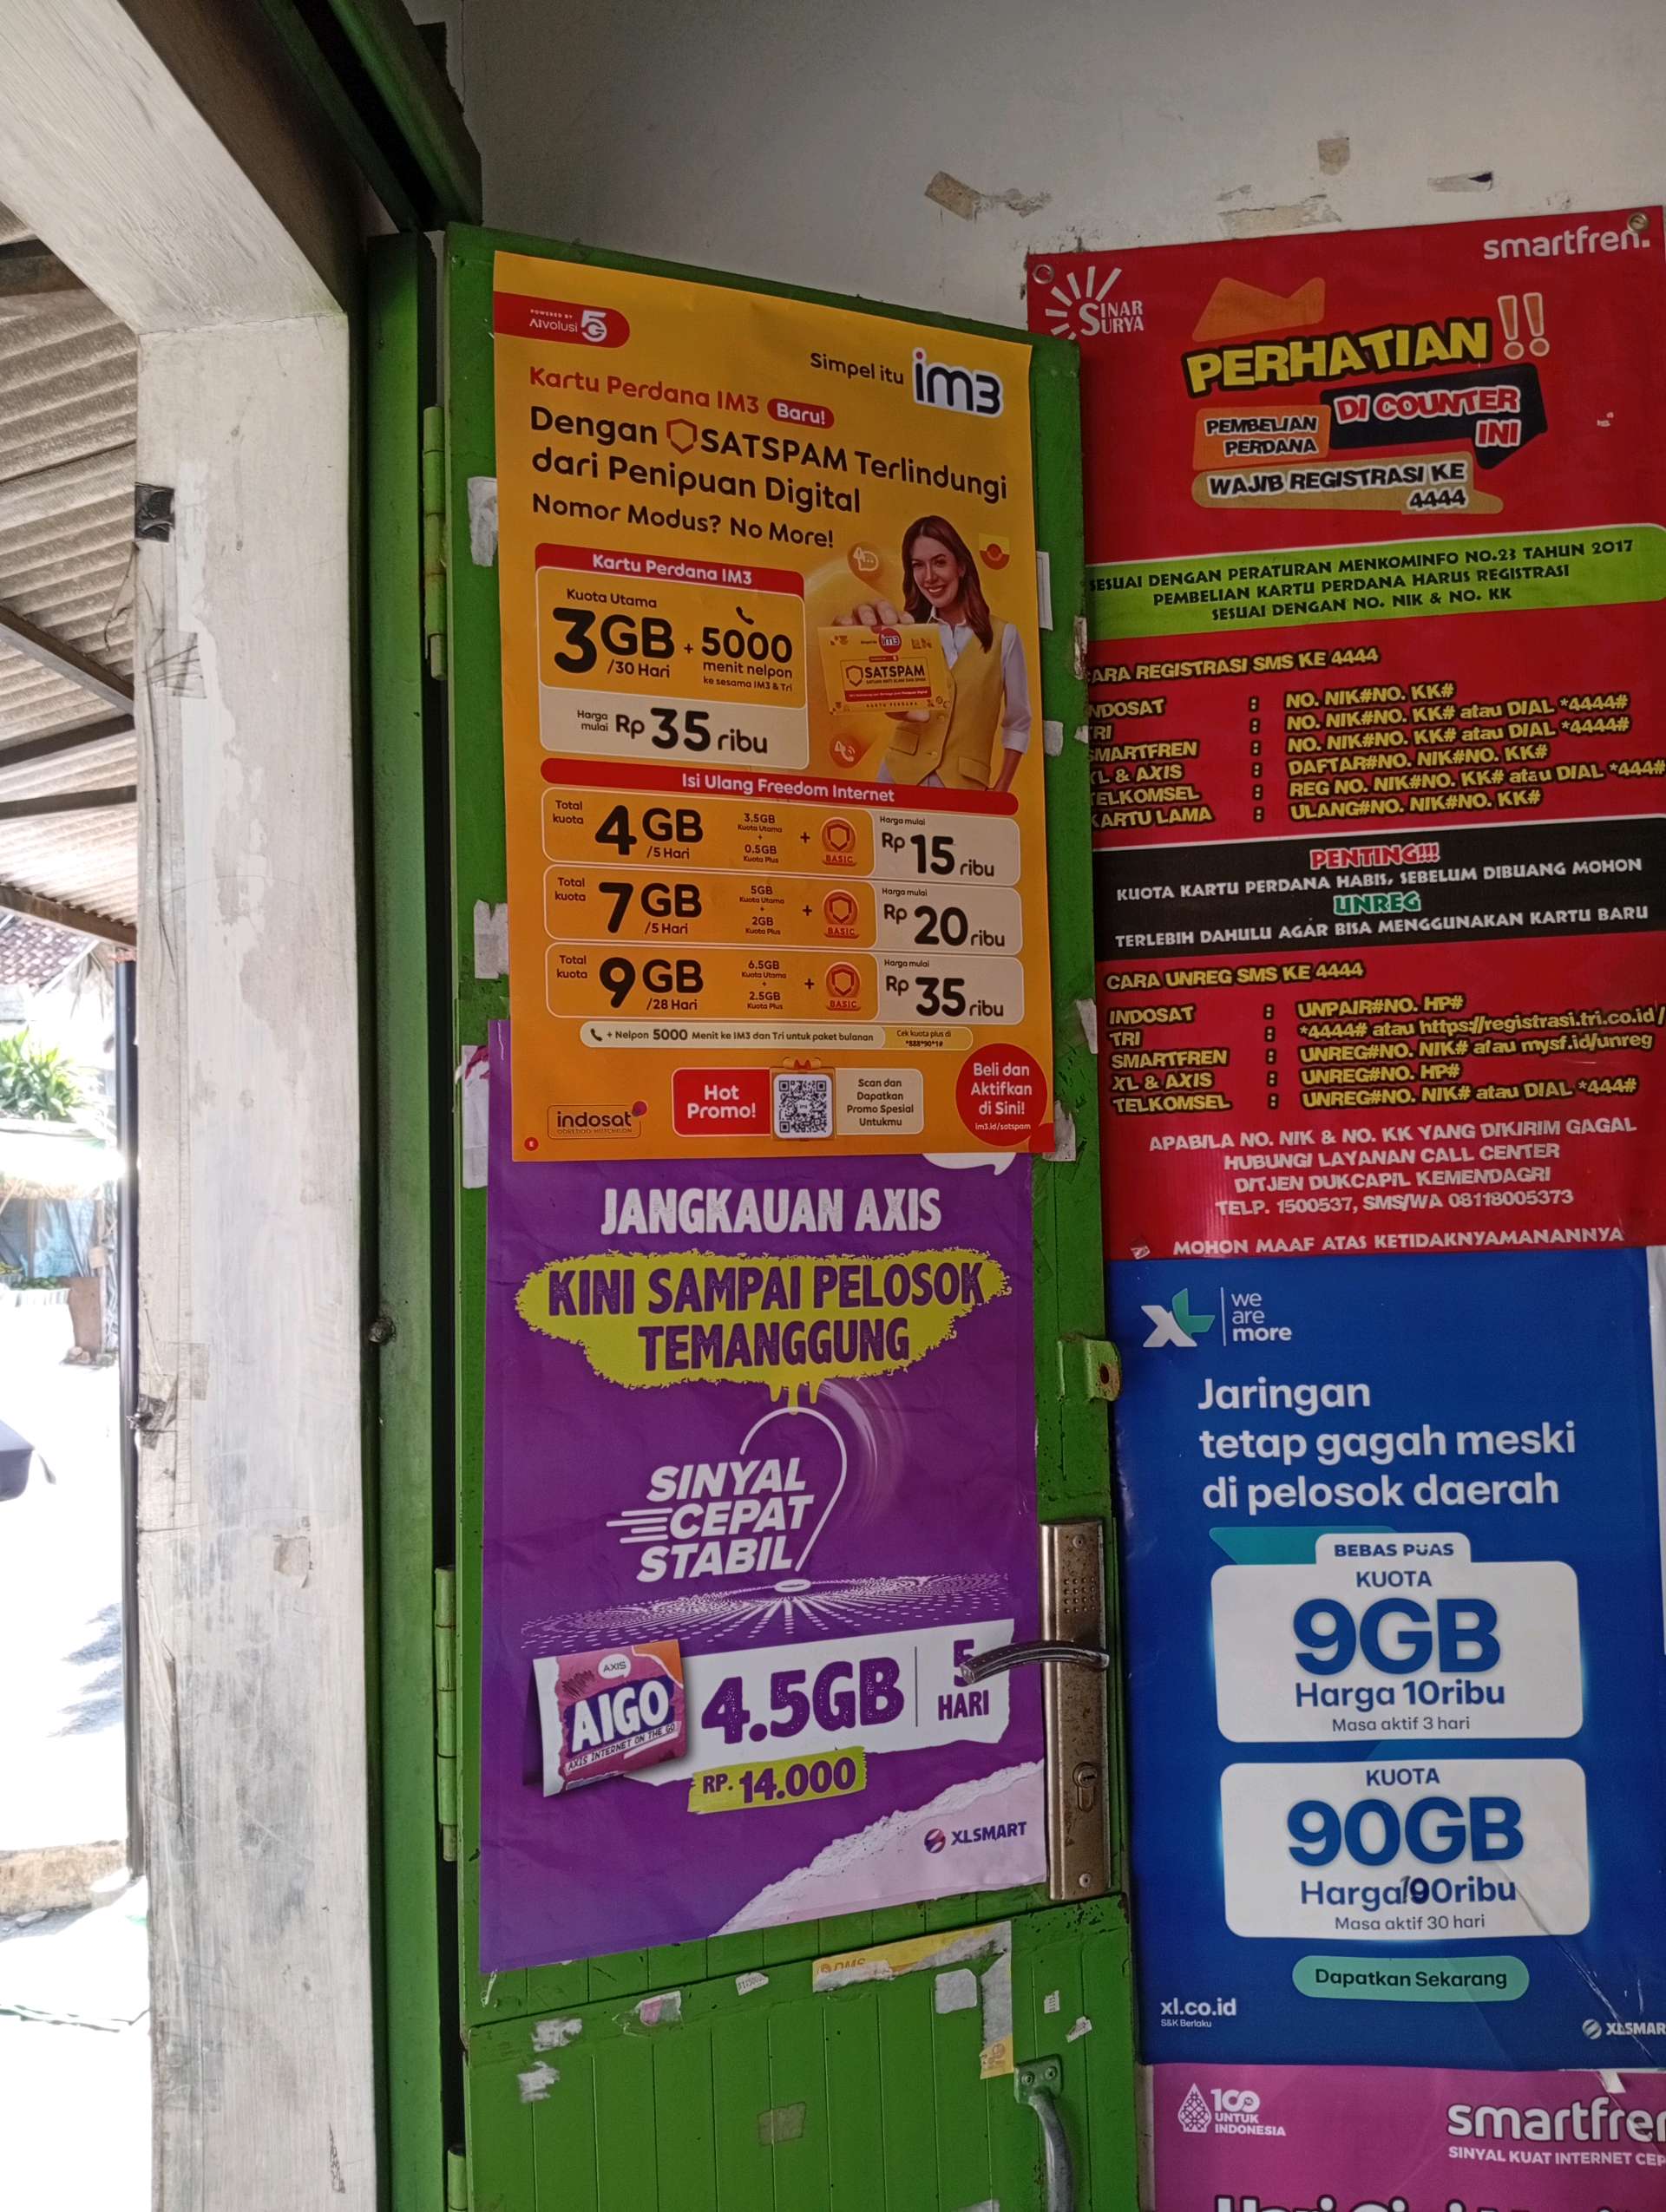 POWERED BY
AIvolusi 5G
Simpel itu im3
Kartu Perdana IM3 Baru!
Dengan SATSPAM Terlindungi
dari Penipuan Digital
Nomor Modus? No More!
Kartu Perdana IM3
Kuota Utama
3GB /30 Hari + 5000 menit nelpon
ke sesama IM3 & Tri
Harga mulai Rp 35 ribu
im3
SATSPAM
KARTU PERDANA
Isi Ulang Freedom Internet
Total kuota 4GB /5 Hari 3.5GB Kuota Utama + 0.5GB Kuota Plus + BASIC Harga mulai Rp 15 ribu
Total kuota 7GB /5 Hari 5GB Kuota Utama + 2GB Kuota Plus + BASIC Harga mulai Rp 20 ribu
Total kuota 9GB /28 Hari 6.5GB Kuota Utama + 2.5GB Kuota Plus + BASIC Harga mulai Rp 35 ribu
+ Nelpon 5000 Menit ke IM3 dan Tri untuk paket bulanan
Cek kuota plus di
*888*90*1#
indosat
OOREDOO HUTCHISON
Hot
Promo!
Scan dan
Dapatkan
Promo Spesial
Untukmu
Beli dan
Aktifkan
di Sini!
im3.id/satspam
JANGKAUAN AXIS
KINI SAMPAI PELOSOK
TEMANGGUNG
SINYAL
CEPAT
STABIL
AXIS
AIGO
AXIS INTERNET ON THE GO
4.5GB
5
HARI
RP. 14.000
XLSMART
smartfren.
SINAR
SURYA
PERHATIAN!!
PEMBELIAN
PERDANA
DI COUNTER
INI
WAJIB REGISTRASI KE
4444
SESUAI DENGAN PERATURAN MENKOMINFO NO.23 TAHUN 2017
PEMBELIAN KARTU PERDANA HARUS REGISTRASI
SESUAI DENGAN NO. NIK & NO. KK
ARA REGISTRASI SMS KE 4444
NDOSAT : NO. NIK#NO. KK#
RI : NO. NIK#NO. KK# atau DIAL *4444#
SMARTFREN : NO. NIK#NO. KK# atau DIAL *4444#
XL & AXIS : DAFTAR#NO. NIK#NO. KK#
TELKOMSEL : REG NO. NIK#NO. KK# atau DIAL *444#
KARTU LAMA : ULANG#NO. NIK#NO. KK#
PENTING!!!
KUOTA KARTU PERDANA HABIS, SEBELUM DIBUANG MOHON
UNREG
TERLEBIH DAHULU AGAR BISA MENGGUNAKAN KARTU BARU
CARA UNREG SMS KE 4444
INDOSAT : UNPAIR#NO. HP#
TRI : *4444# atau https://registrasi.tri.co.id/
SMARTFREN : UNREG#NO. NIK# atau mysf.id/unreg
XL & AXIS : UNREG#NO. HP#
TELKOMSEL : UNREG#NO. NIK# atau DIAL *444#
APABILA NO. NIK & NO. KK YANG DIKIRIM GAGAL
HUBUNGI LAYANAN CALL CENTER
DITJEN DUKCAPIL KEMENDAGRI
TELP. 1500537, SMS/WA 08118005373
MOHON MAAF ATAS KETIDAKNYAMANANNYA
XL
we
are
more
Jaringan
tetap gagah meski
di pelosok daerah
BEBAS PUAS
KUOTA
9GB
Harga 10ribu
Masa aktif 3 hari
KUOTA
90GB
Harga 90ribu
Masa aktif 30 hari
Dapatkan Sekarang
xl.co.id
S&K Berlaku
XLSMAR
100
UNTUK
INDONESIA
smartfre
SINYAL KUAT INTERNET CEP